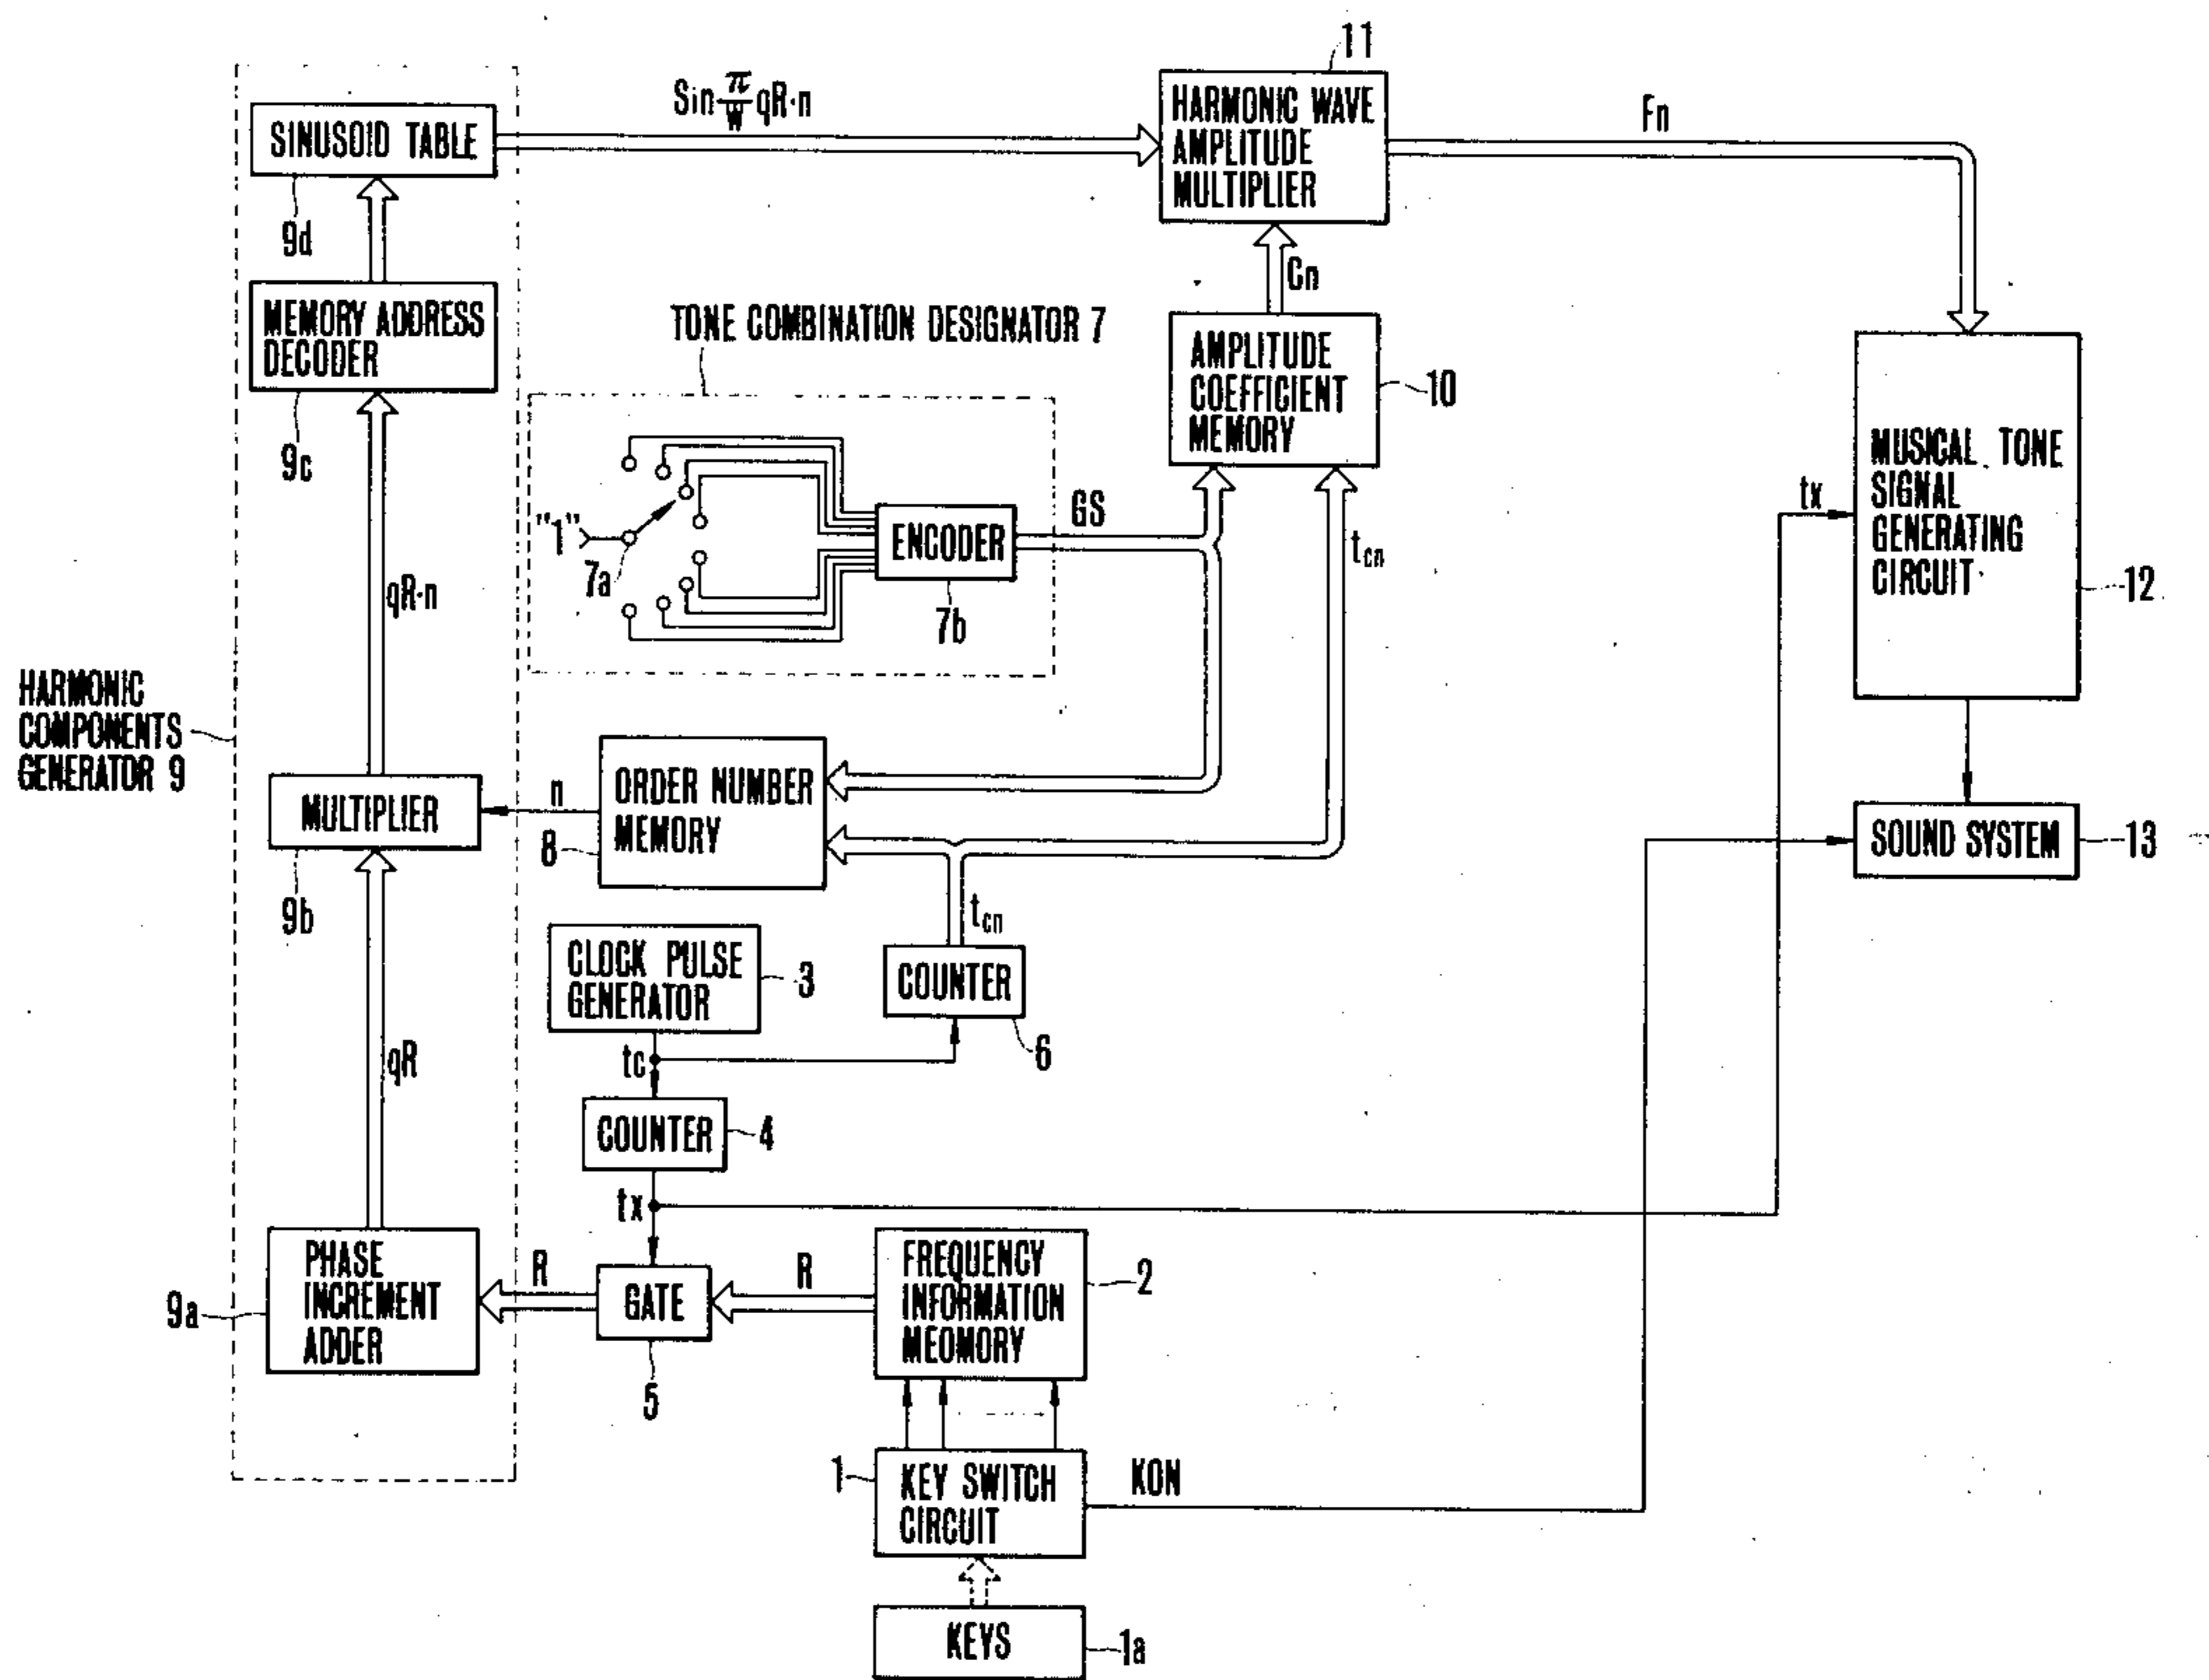 11
Sin π/W qR·n
HARMONIC WAVE
AMPLITUDE
MULTIPLIER
Fn
SINUSOID TABLE
9d
Cn
MEMORY ADDRESS
DECODER
9c
TONE COMBINATION DESIGNATOR 7
AMPLITUDE
COEFFICIENT
MEMORY
10
MUSICAL TONE
SIGNAL
GENERATING
CIRCUIT
12
tx
"1"
7a
ENCODER
7b
GS
tcn
qR·n
HARMONIC
COMPONENTS
GENERATOR 9
MULTIPLIER
9b
n
8
ORDER NUMBER
MEMORY
SOUND SYSTEM
13
tcn
CLOCK PULSE
GENERATOR
3
COUNTER
6
qR
tc
COUNTER
4
tx
PHASE
INCREMENT
ADDER
9a
R
GATE
5
R
FREQUENCY
INFORMATION
MEOMORY
2
1
KEY SWITCH
CIRCUIT
KON
KEYS
1a